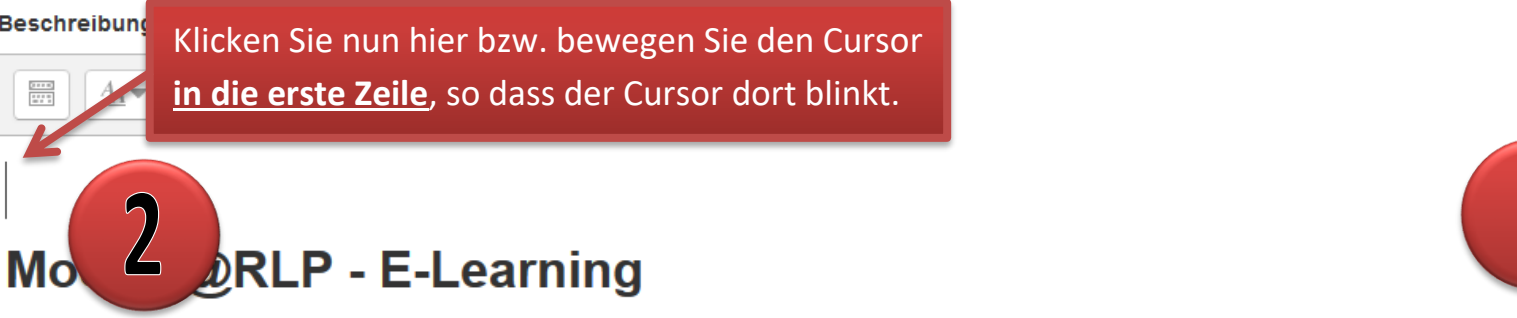 Beschreibung
Klicken Sie nun hier bzw. bewegen Sie den Cursor
in die erste Zeile, so dass der Cursor dort blinkt.
2
@RLP - E-Learning